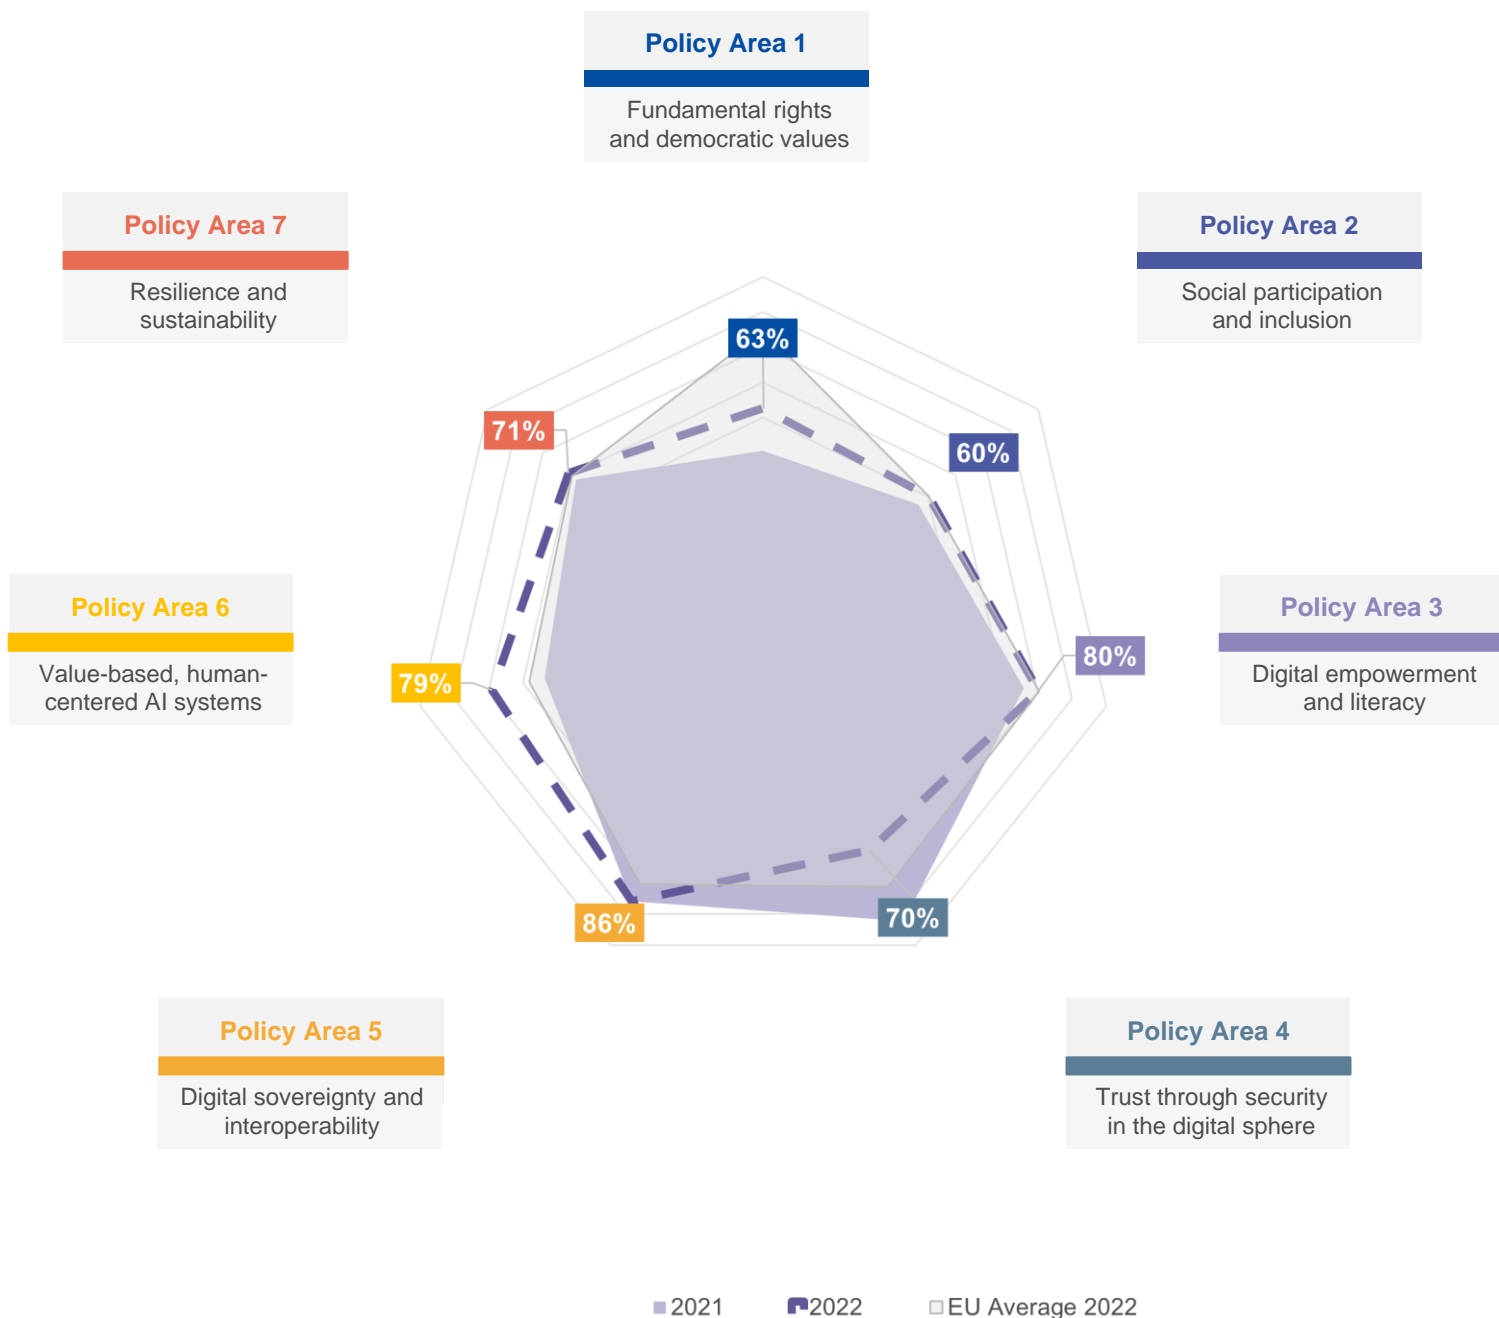 Policy Area 1
Fundamental rights
and democratic values
Policy Area 7
Resilience and
sustainability
Policy Area 2
Social participation
and inclusion
63%
71%
60%
Policy Area 6
Value-based, human-
centered AI systems
79%
80%
Policy Area 3
Digital empowerment
and literacy
86%
70%
Policy Area 5
Digital sovereignty and
interoperability
Policy Area 4
Trust through security
in the digital sphere
2021
2022
EU Average 2022